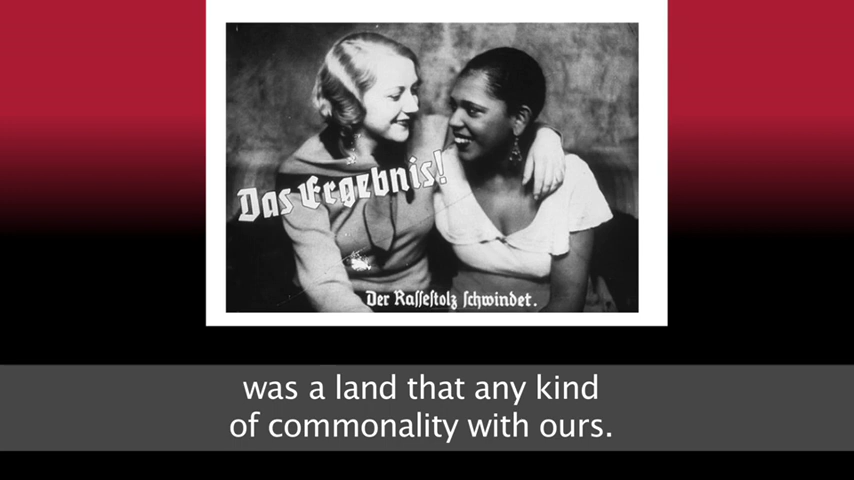 Das Ergebnis!
Der Rassestolz schwindet.
was a land that any kind
of commonality with ours.